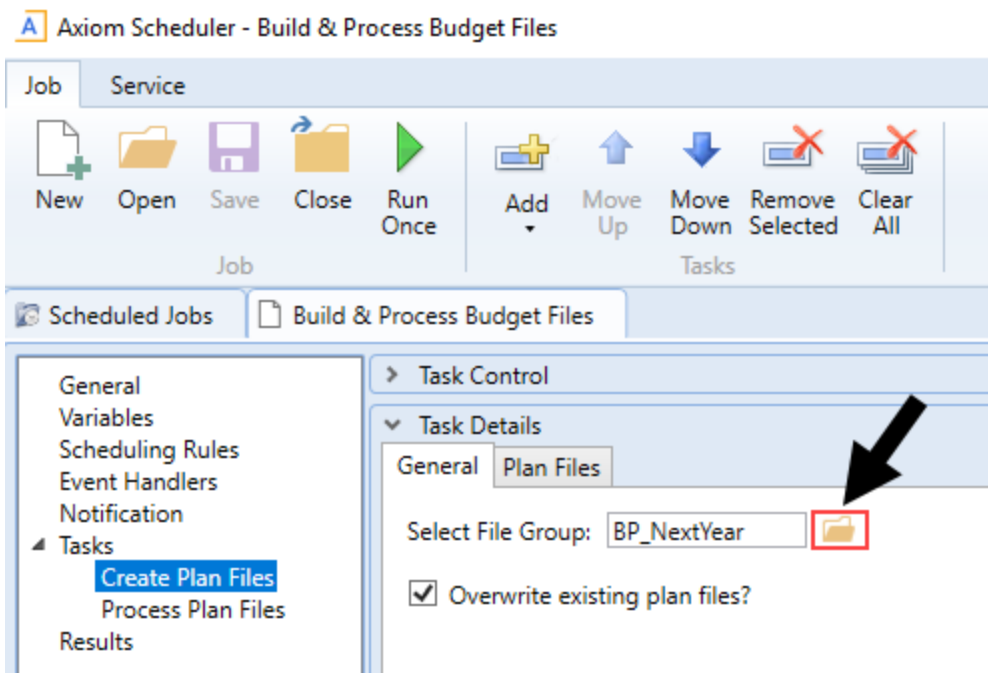 A Axiom Scheduler - Build & Process Budget Files
Job Service
New Open Save Close Run Once Add Move Up Move Down Remove Selected Clear All
Job Tasks
Scheduled Jobs Build & Process Budget Files
General
Variables
Scheduling Rules
Event Handlers
Notification
Tasks
Create Plan Files
Process Plan Files
Results
Task Control
Task Details
General Plan Files
Select File Group: BP_NextYear
Overwrite existing plan files?